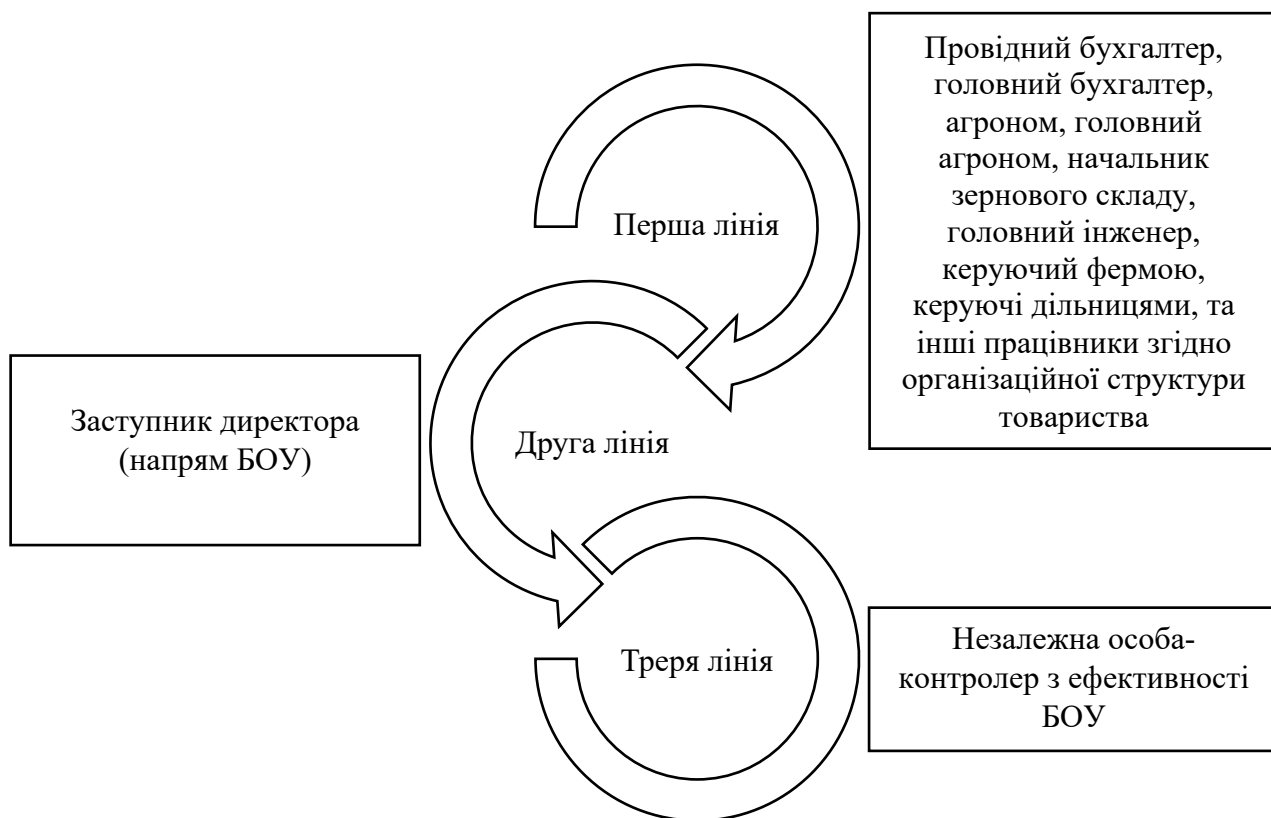 Провідний бухгалтер,
головний бухгалтер,
агроном, головний
агроном, начальник
зернового складу,
головний інженер,
керуючий фермою,
керуючі дільницями, та
інші працівники згідно
організаційної структури
товариства
Перша лінія
Заступник директора
(напрям БОУ)
Друга лінія
Треря лінія
Незалежна особа-
контролер з ефективності
БОУ